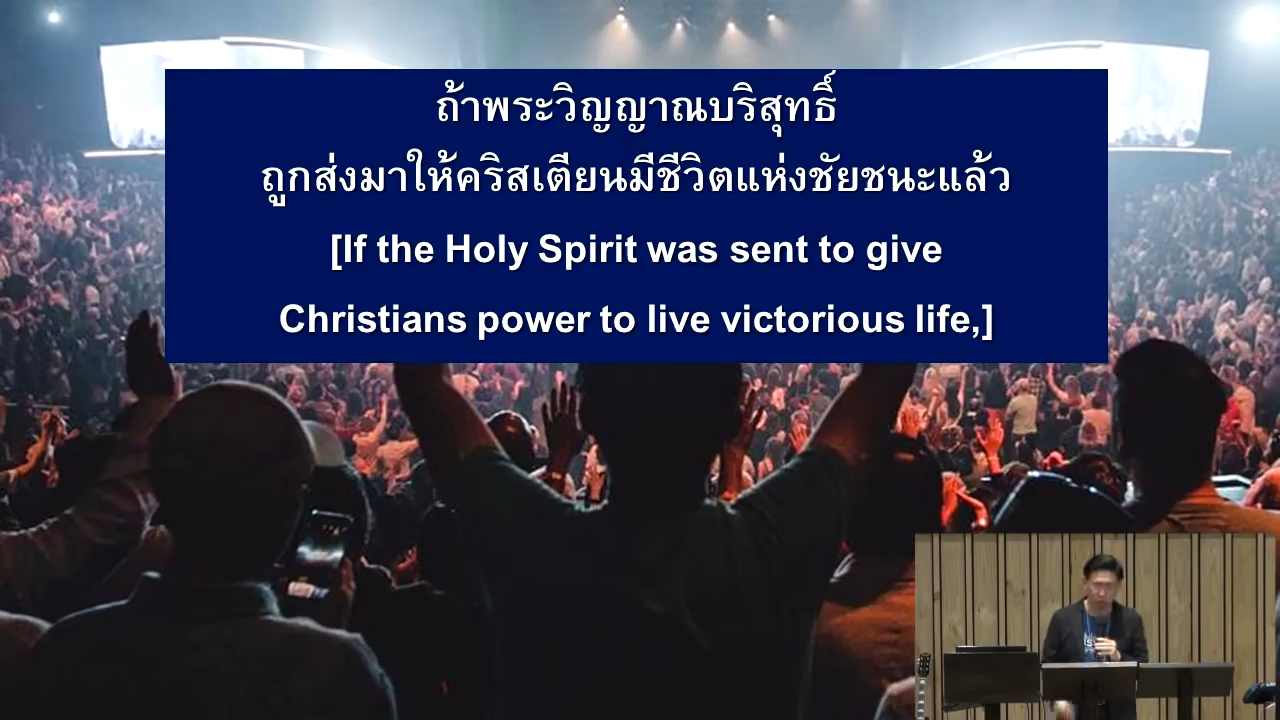 ถ้าพระวิญญาณบริสุทธิ์
ถูกส่งมาให้คริสเตียนมีชีวิตแห่งชัยชนะแล้ว
[If the Holy Spirit was sent to give
Christians power to live victorious life,]